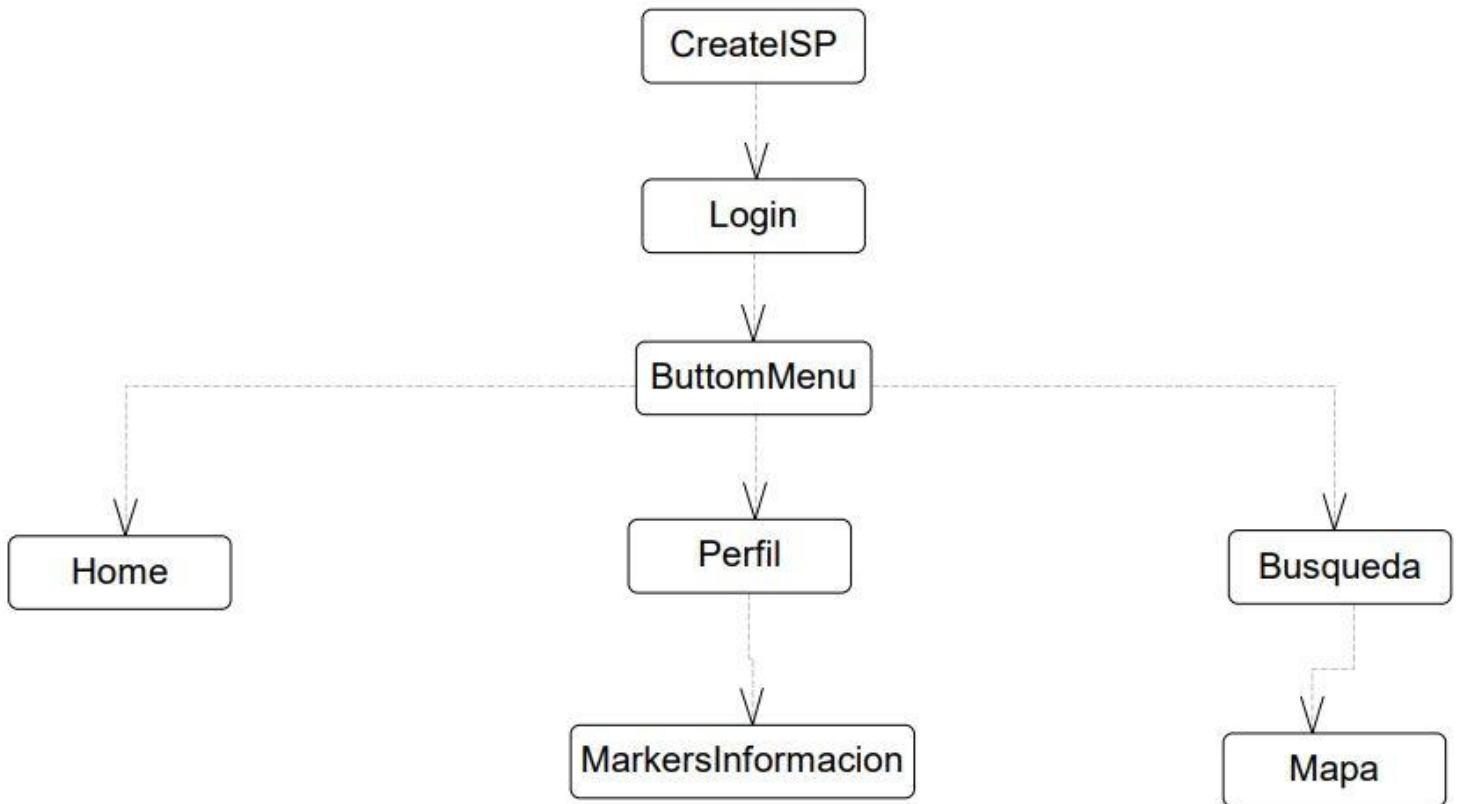 CreateISP
Login
ButtomMenu
Home
Perfil
Busqueda
MarkersInformacion
Mapa